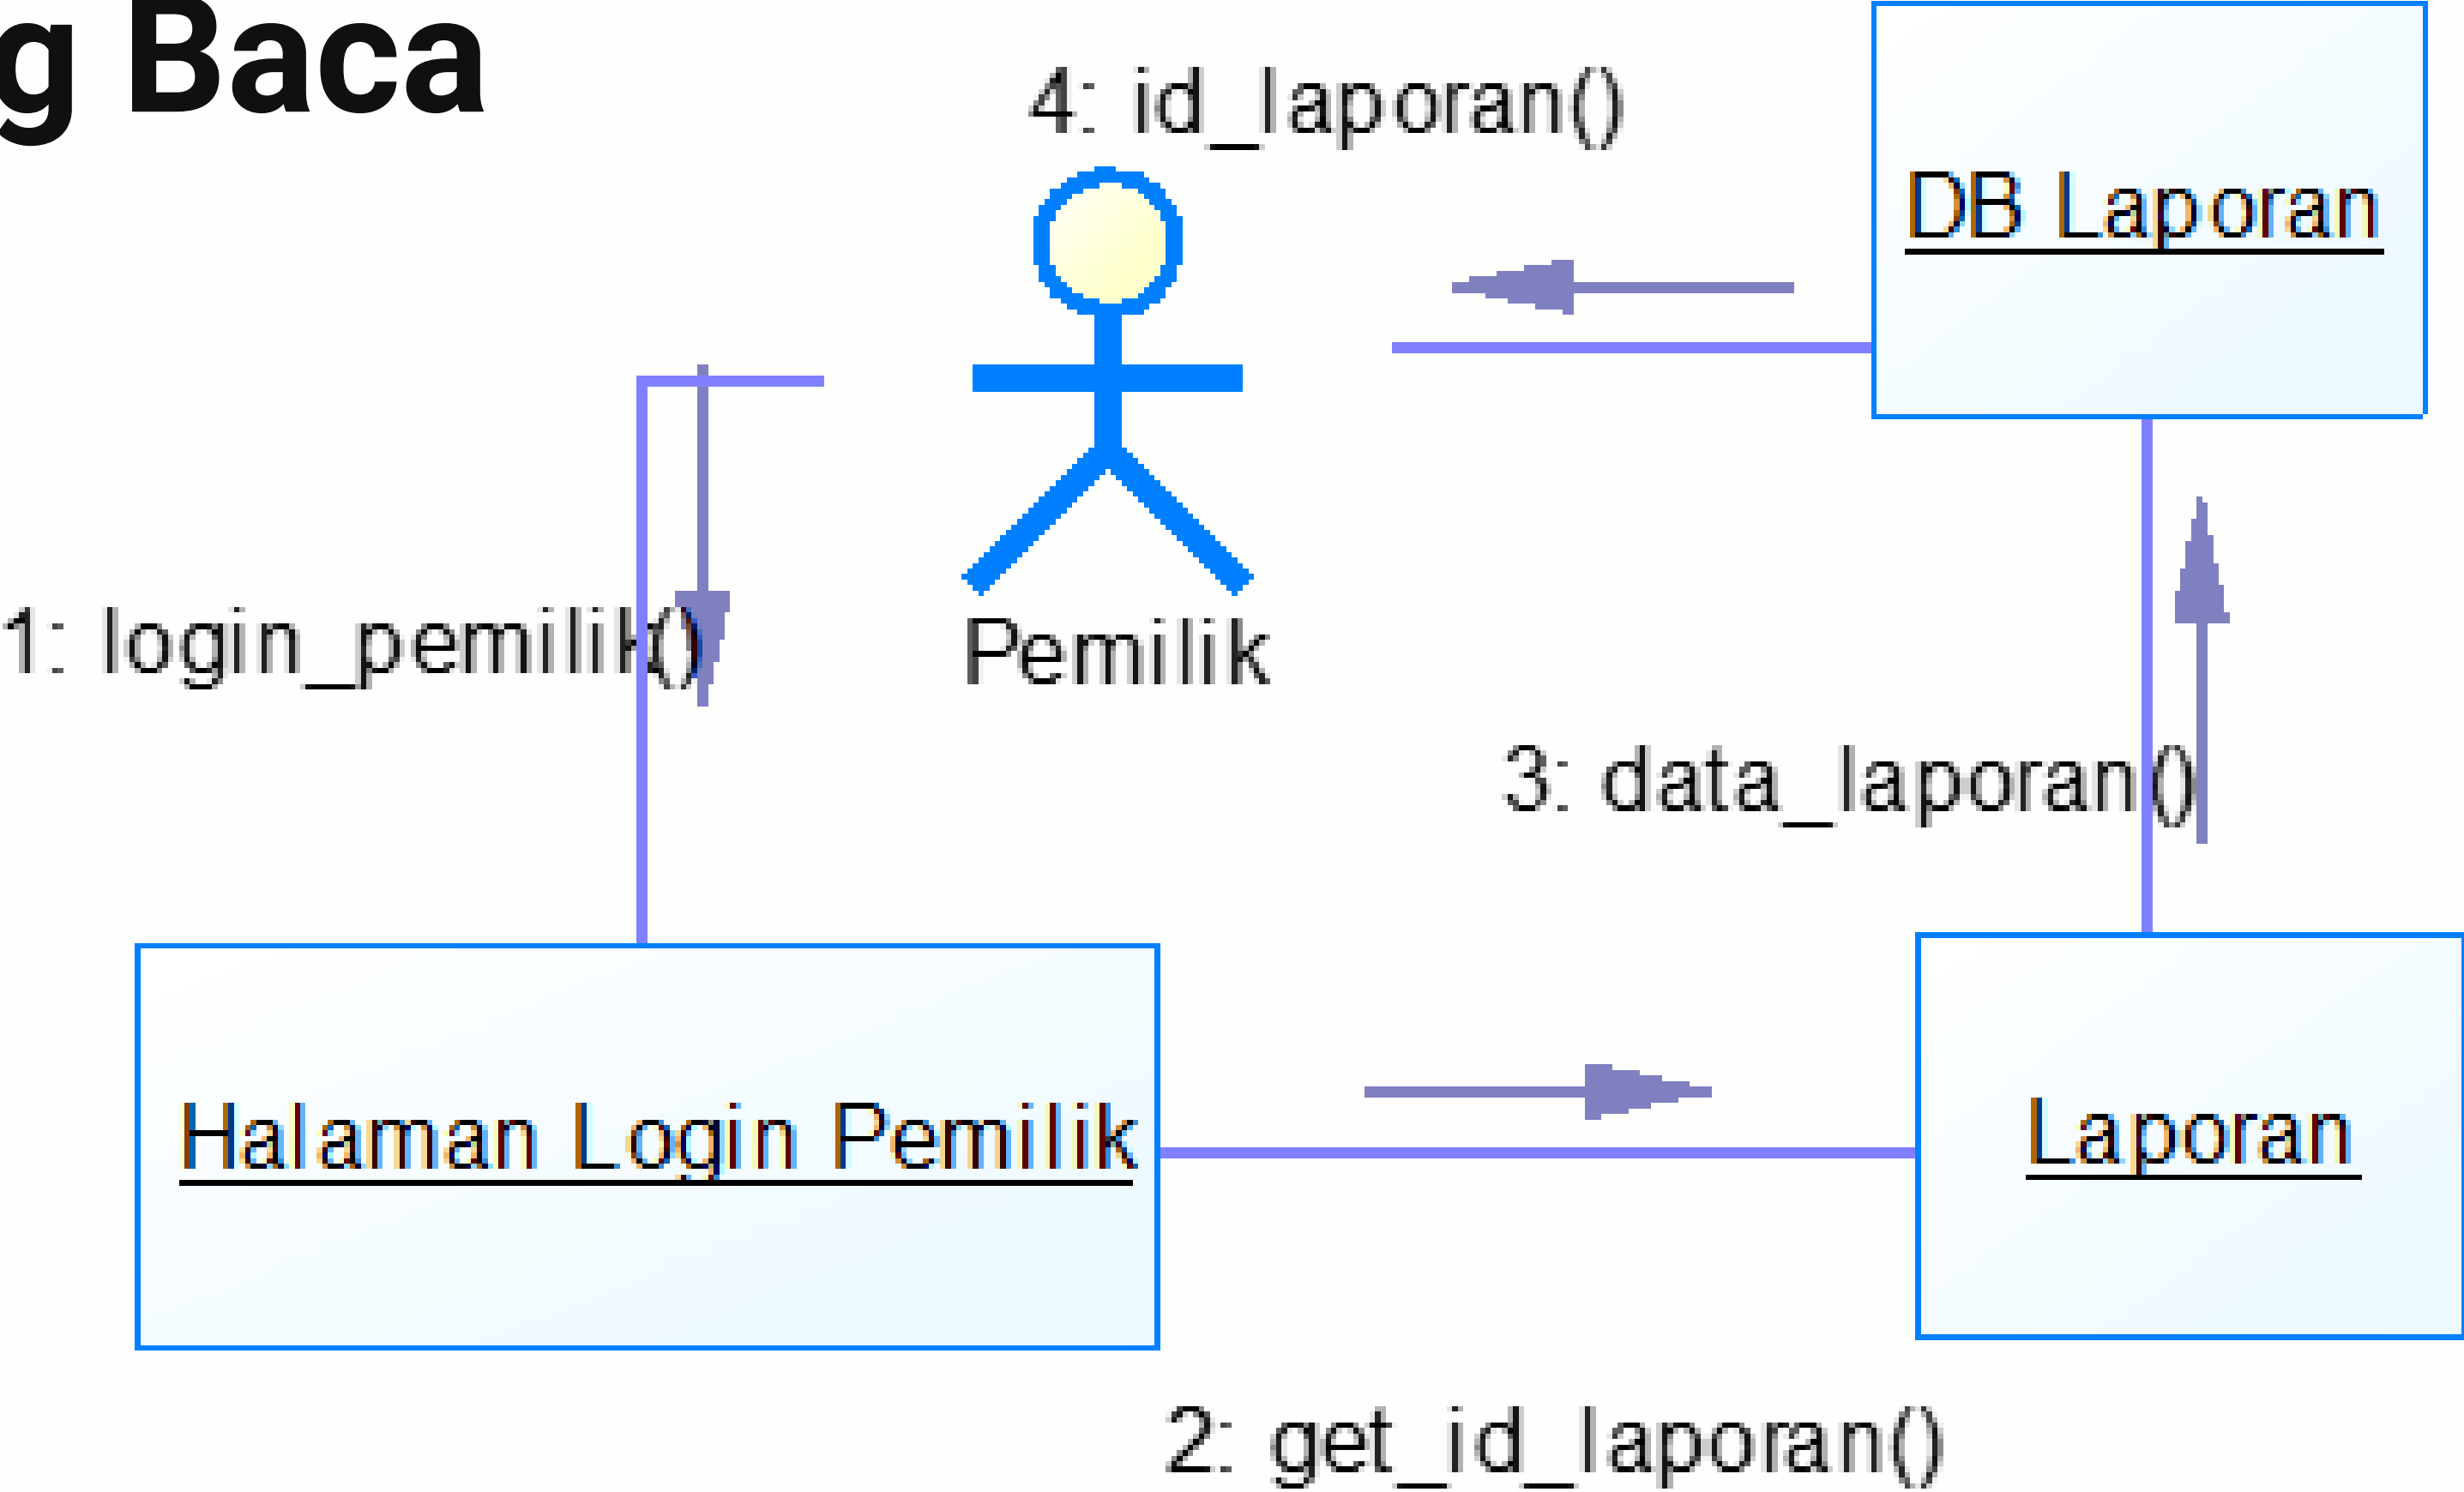 g Baca
4: id_laporan()
DB Laporan
1: login_pemilik()
Pemilik
3: data_laporan()
Halaman Login Pemilik
Laporan
2: get_id_laporan()